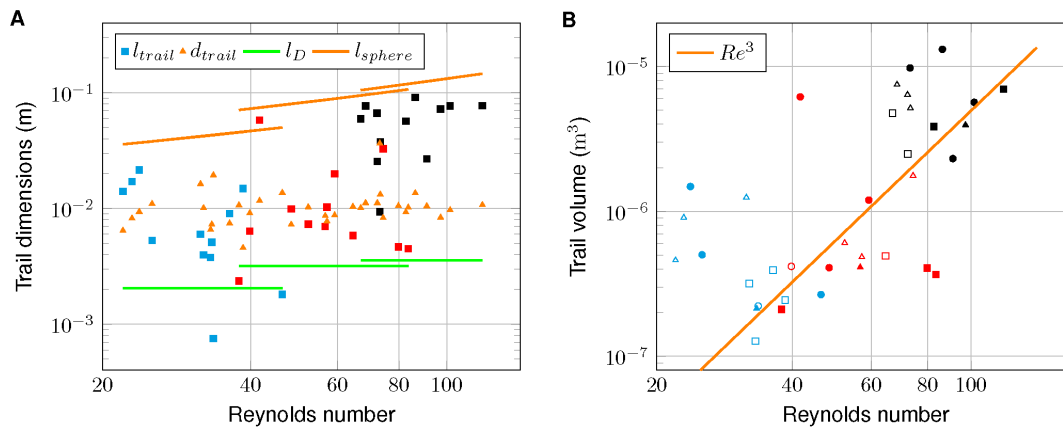 A
l_trail d_trail l_D l_sphere
Trail dimensions (m)
10^−1
10^−2
10^−3
20 40 60 80 100
Reynolds number
B
Re^3
Trail volume (m^3)
10^−5
10^−6
10^−7
20 40 60 80 100
Reynolds number